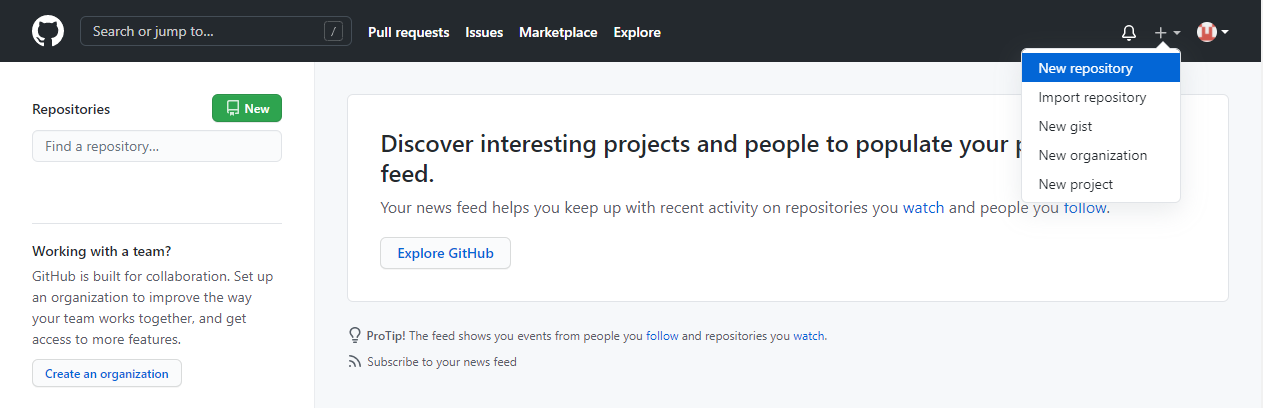 Search or jump to... /
Pull requests Issues Marketplace Explore
New repository
Import repository
New gist
New organization
New project
Repositories
New
Find a repository...
Working with a team?
GitHub is built for collaboration. Set up
an organization to improve the way
your team works together, and get
access to more features.
Create an organization
Discover interesting projects and people to populate your
feed.
Your news feed helps you keep up with recent activity on repositories you watch and people you follow.
Explore GitHub
ProTip! The feed shows you events from people you follow and repositories you watch.
Subscribe to your news feed